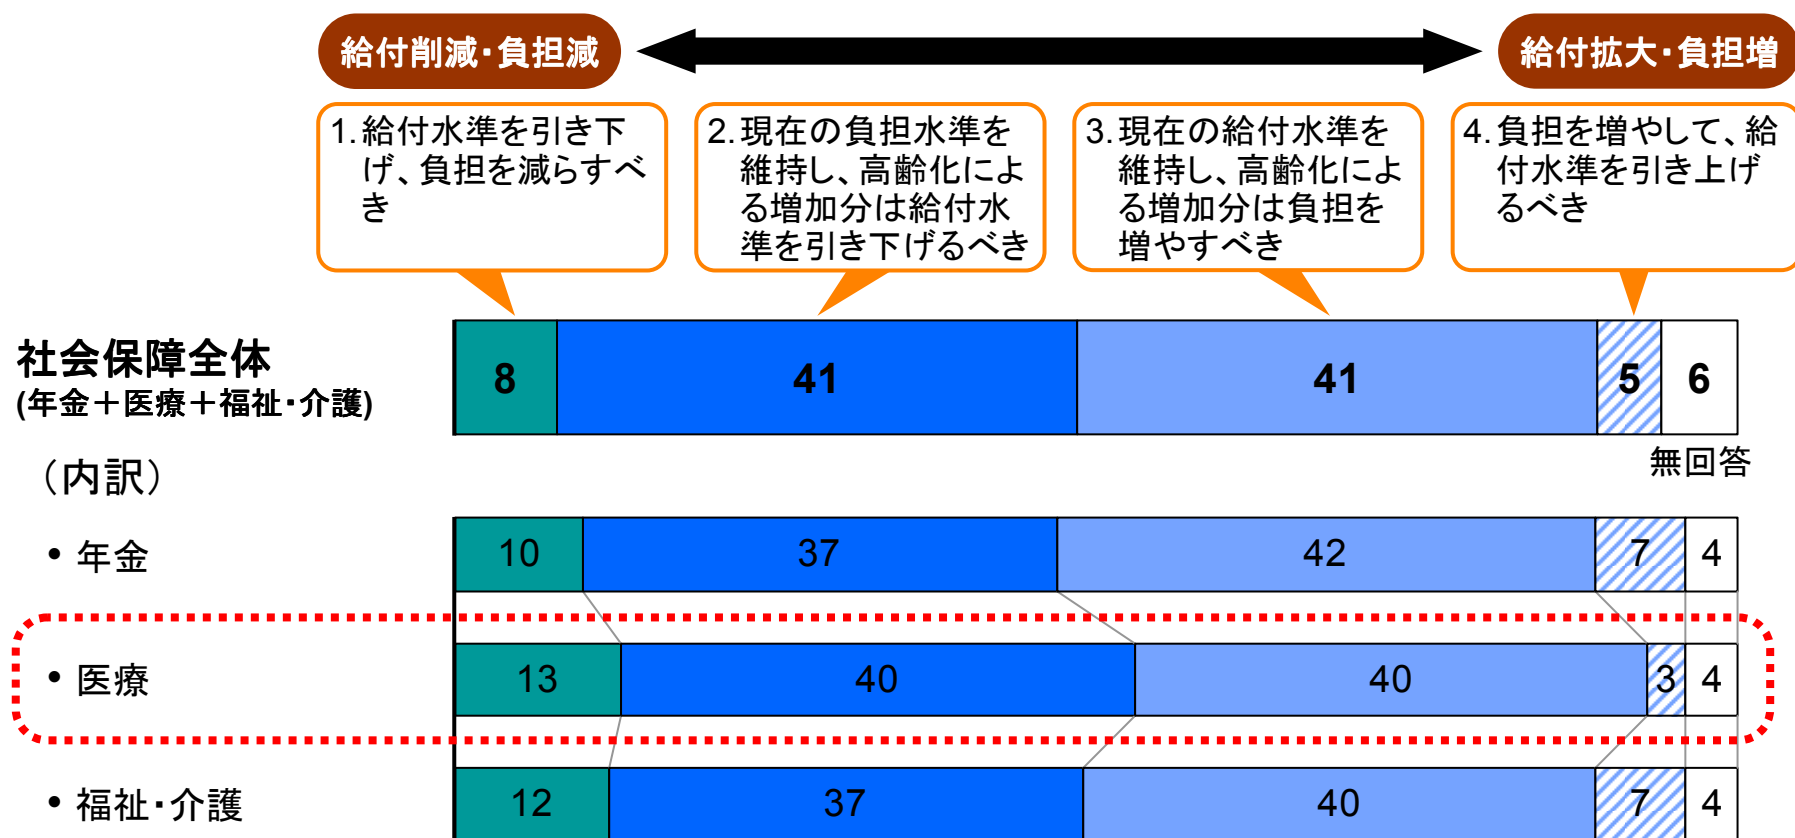 給付削減・負担減
給付拡大・負担増
1.給付水準を引き下
げ、負担を減らすべ
き
2.現在の負担水準を
維持し、高齢化によ
る増加分は給付水
準を引き下げるべき
3.現在の給付水準を
維持し、高齢化によ
る増加分は負担を
増やすべき
4.負担を増やして、給
付水準を引き上げ
るべき
社会保障全体
(年金＋医療＋福祉・介護)
8 41 41 5 6
無回答
（内訳）
• 年金
10 37 42 7 4
• 医療
13 40 40 3 4
• 福祉・介護
12 37 40 7 4